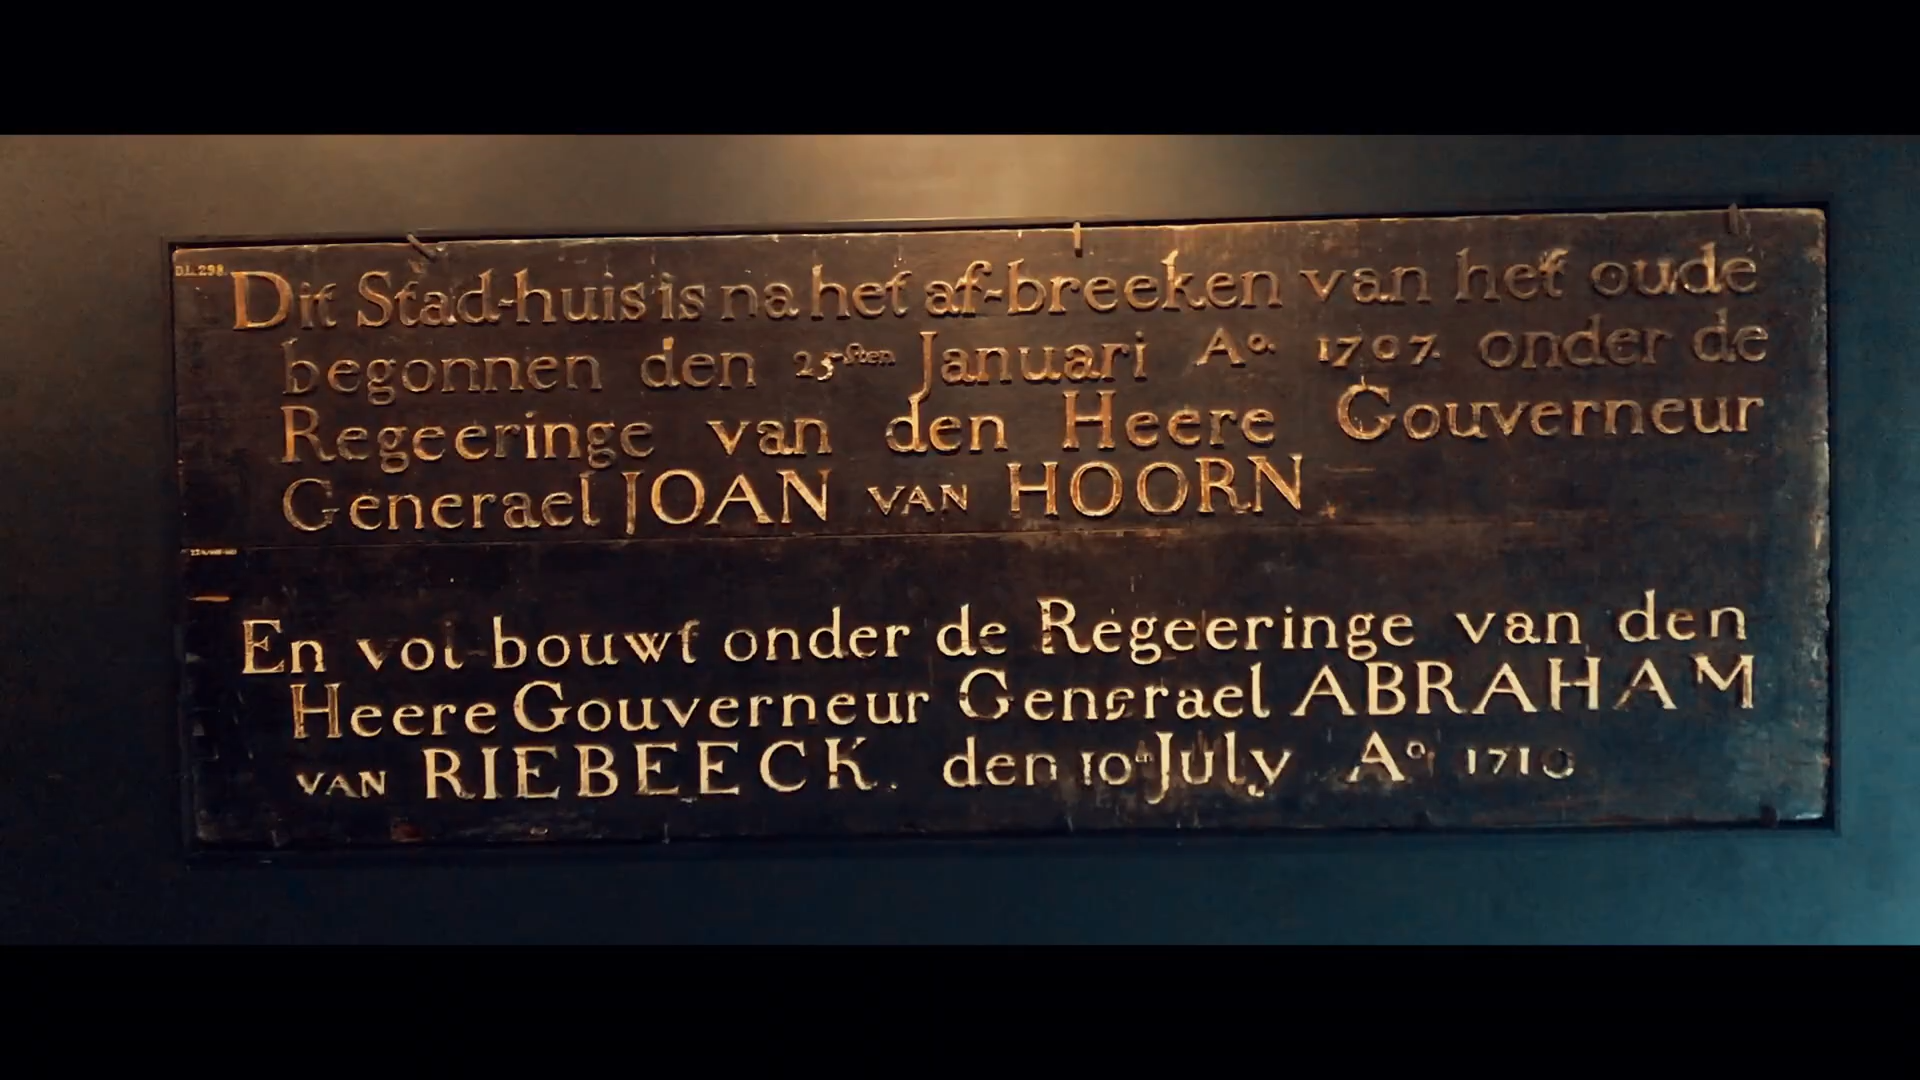 D.L. 298.
Dit Stad-huis is na het af-breeken van het oude
begonnen den 25sten Januari Ao. 1707. onder de
Regeeringe van den Heere Gouverneur
Generael JOAN VAN HOORN
En vol-bouwt onder de Regeeringe van den
Heere Gouverneur Generael ABRAHAM
VAN RIEBEECK. den 10den July Ao. 1710